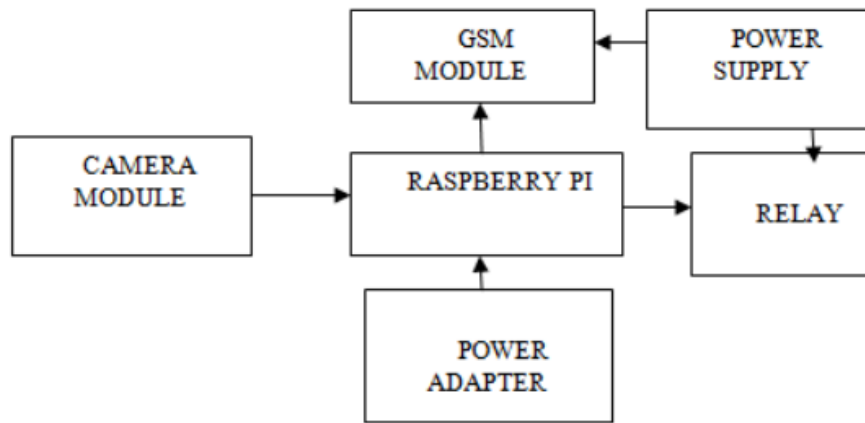 GSM
MODULE
POWER
SUPPLY
CAMERA
MODULE
RASPBERRY PI
RELAY
POWER
ADAPTER